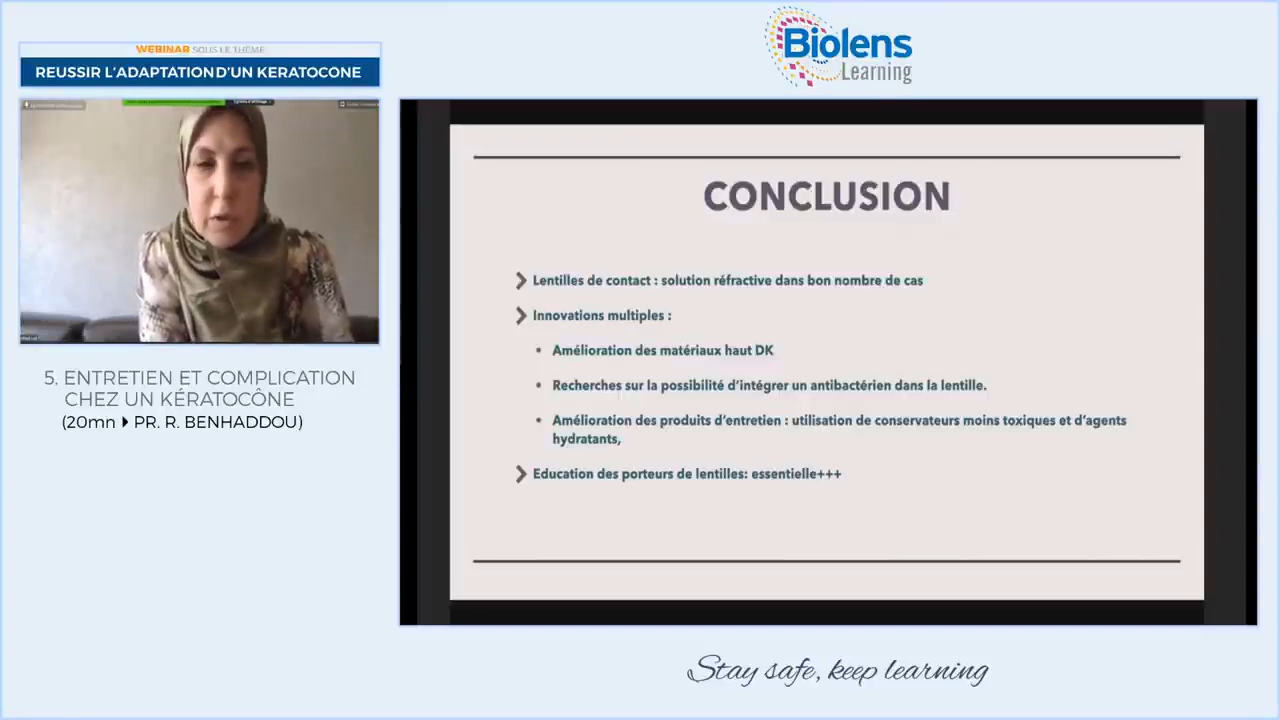 Biolens
Learning
WEBINAR SOUS LE THÈME
REUSSIR L'ADAPTATION D'UN KERATOCONE
5. ENTRETIEN ET COMPLICATION
CHEZ UN KÉRATOCÔNE
(20mn PR. R. BENHADDOU)
CONCLUSION
Lentilles de contact : solution réfractive dans bon nombre de cas
Innovations multiples :
• Amélioration des matériaux haut DK
• Recherches sur la possibilité d'intégrer un antibactérien dans la lentille.
• Amélioration des produits d'entretien : utilisation de conservateurs moins toxiques et d'agents
hydratants,
Education des porteurs de lentilles: essentielle+++
Stay safe, keep learning